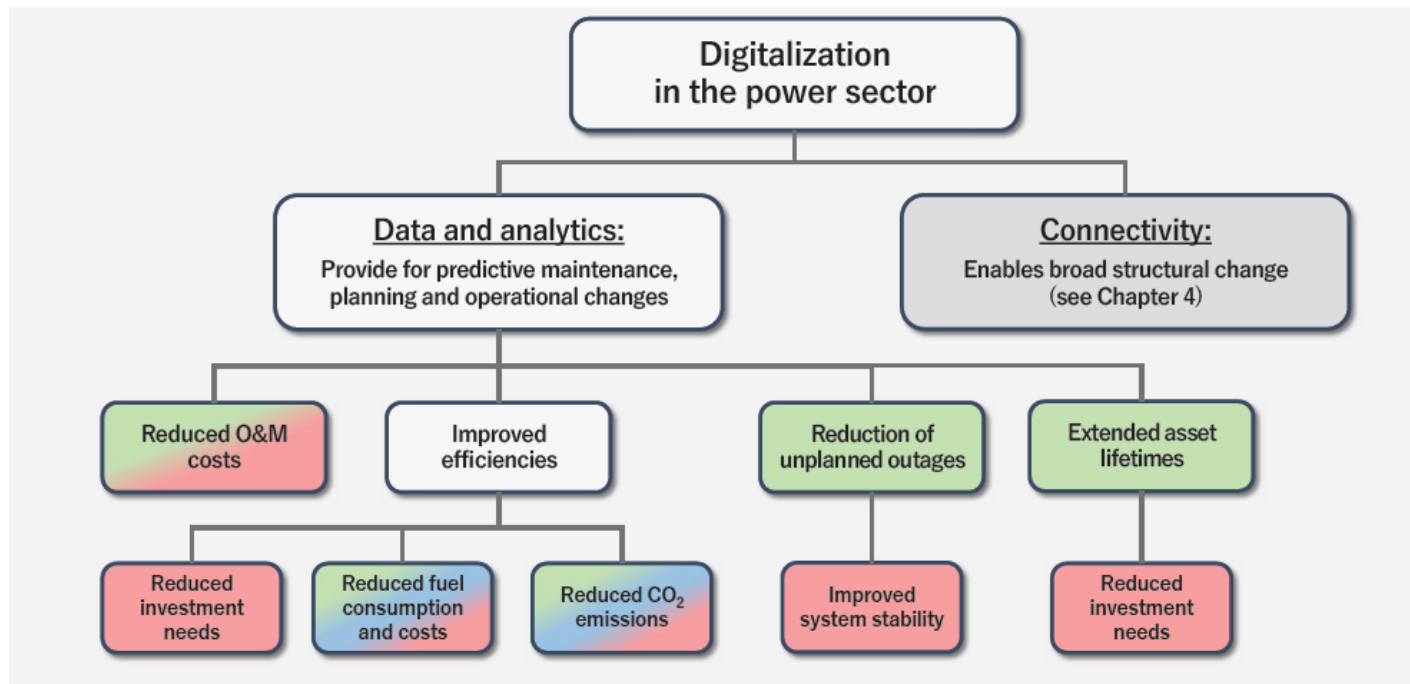 Digitalization
in the power sector
Data and analytics:
Provide for predictive maintenance,
planning and operational changes
Connectivity:
Enables broad structural change
(see Chapter 4)
Reduced O&M
costs
Improved
efficiencies
Reduction of
unplanned outages
Extended asset
lifetimes
Reduced
investment
needs
Reduced fuel
consumption
and costs
Reduced CO₂
emissions
Improved
system stability
Reduced
investment
needs